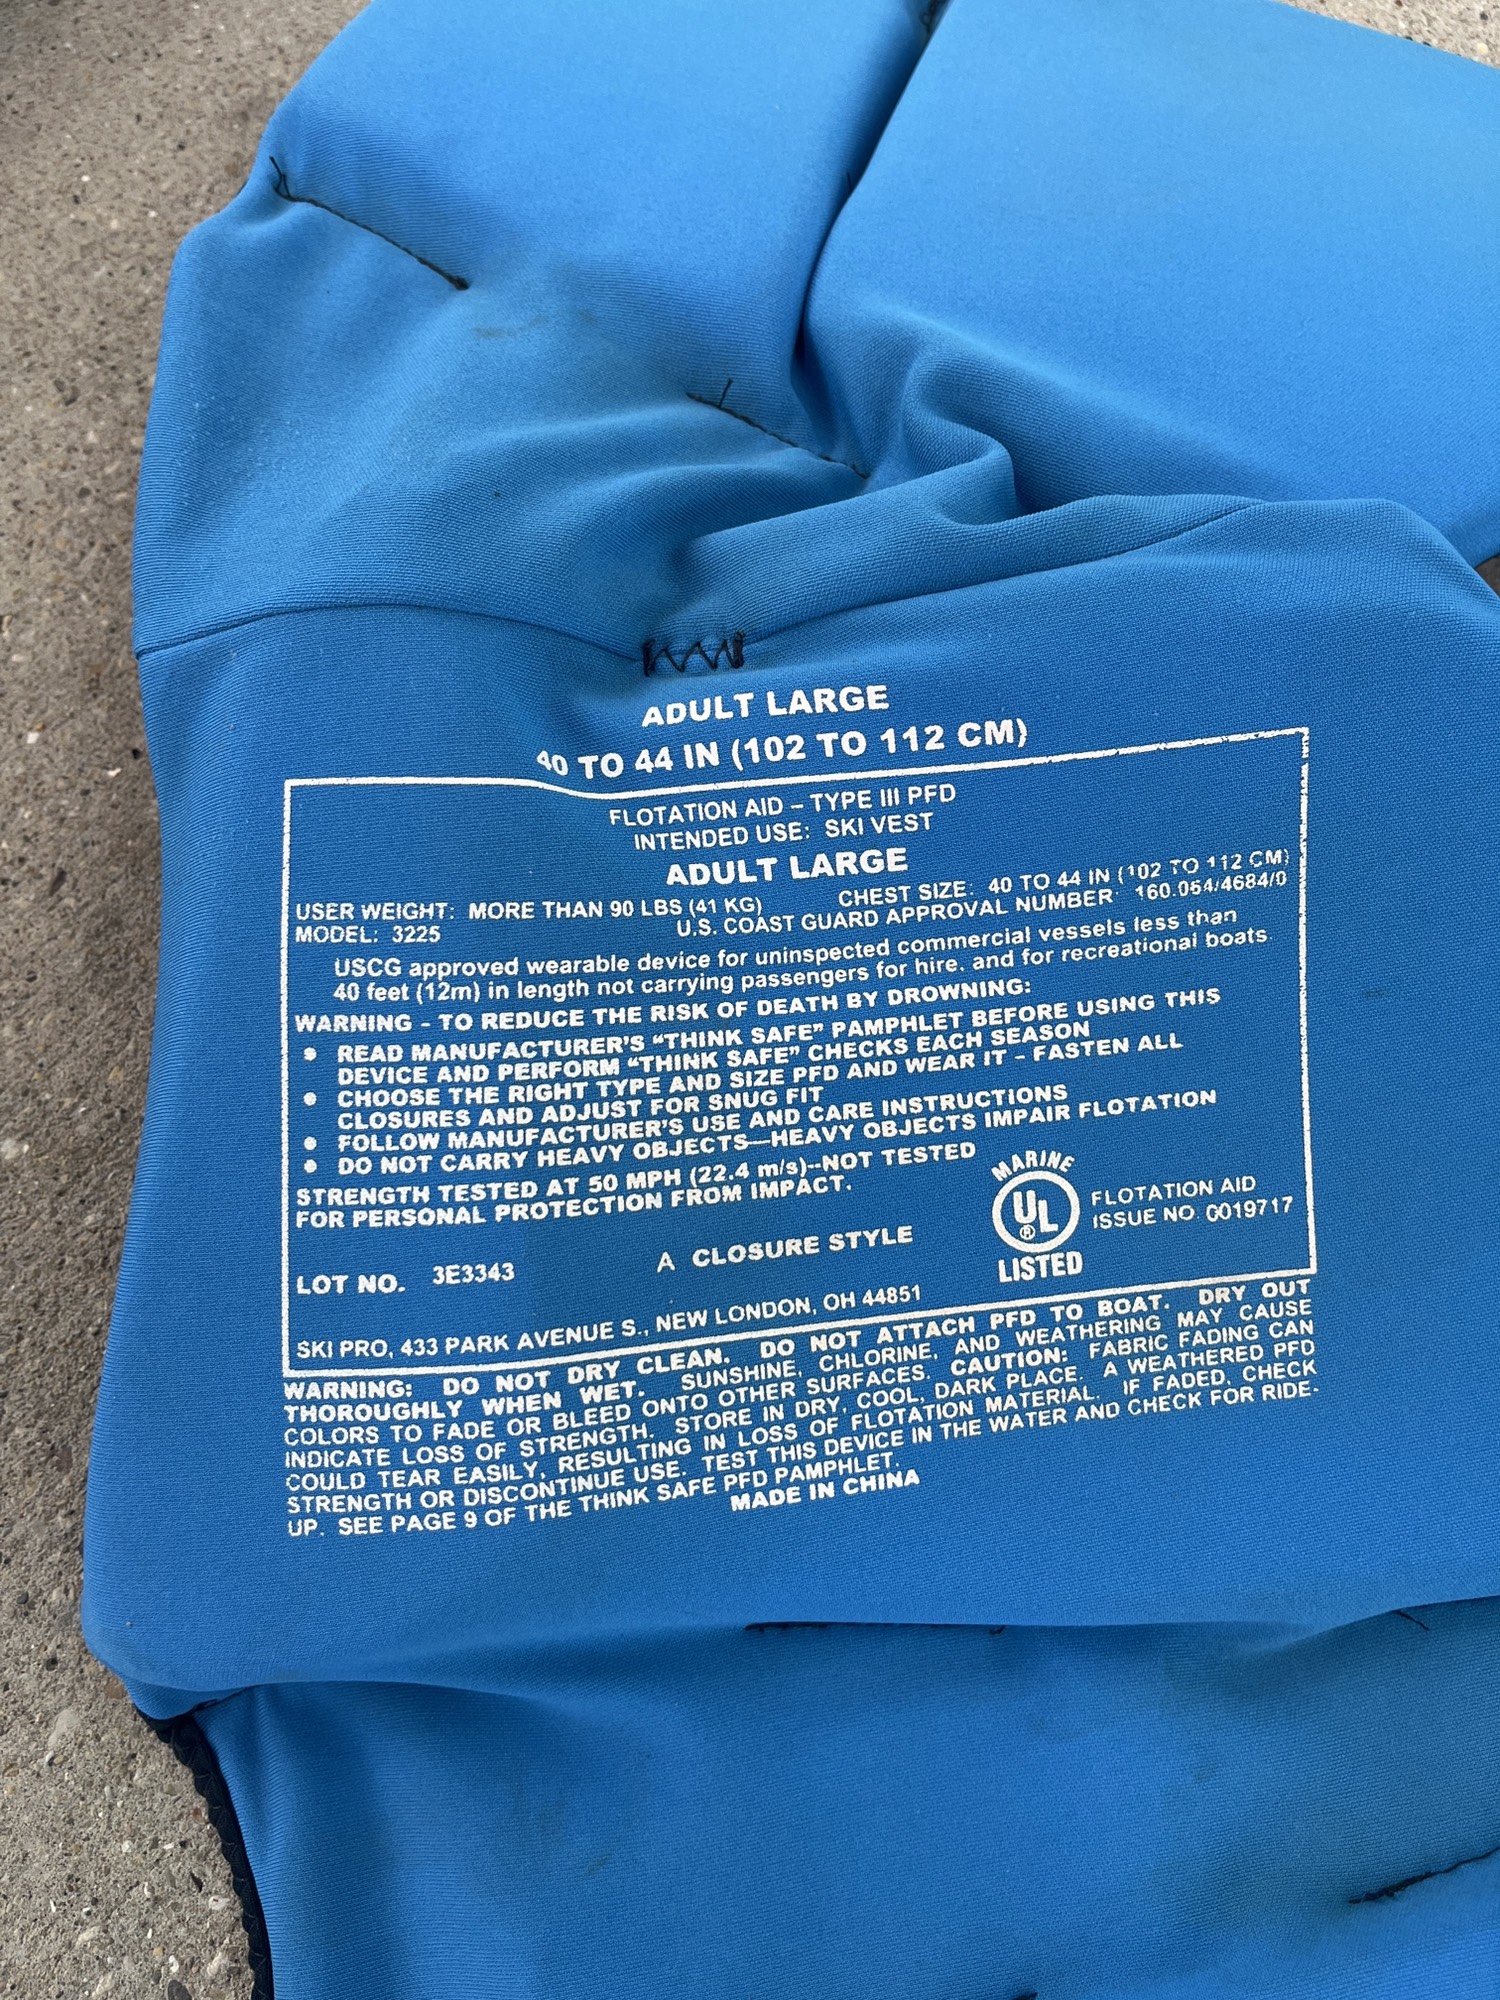 ADULT LARGE
40 TO 44 IN (102 TO 112 CM)
FLOTATION AID – TYPE III PFD
INTENDED USE: SKI VEST
ADULT LARGE
USER WEIGHT: MORE THAN 90 LBS (41 KG) CHEST SIZE: 40 TO 44 IN (102 TO 112 CM)
MODEL: 3225 U.S. COAST GUARD APPROVAL NUMBER 160.064/4684/0
USCG approved wearable device for uninspected commercial vessels less than
40 feet (12m) in length not carrying passengers for hire, and for recreational boats.
WARNING - TO REDUCE THE RISK OF DEATH BY DROWNING:
• READ MANUFACTURER'S "THINK SAFE" PAMPHLET BEFORE USING THIS
DEVICE AND PERFORM "THINK SAFE" CHECKS EACH SEASON
• CHOOSE THE RIGHT TYPE AND SIZE PFD AND WEAR IT - FASTEN ALL
CLOSURES AND ADJUST FOR SNUG FIT
• FOLLOW MANUFACTURER'S USE AND CARE INSTRUCTIONS
• DO NOT CARRY HEAVY OBJECTS—HEAVY OBJECTS IMPAIR FLOTATION
STRENGTH TESTED AT 50 MPH (22.4 m/s)--NOT TESTED
FOR PERSONAL PROTECTION FROM IMPACT.
MARINE
UL ®
LISTED
FLOTATION AID
ISSUE NO. 0019717
LOT NO. 3E3343 A CLOSURE STYLE
SKI PRO, 433 PARK AVENUE S., NEW LONDON, OH 44851
WARNING: DO NOT DRY CLEAN. DO NOT ATTACH PFD TO BOAT. DRY OUT
THOROUGHLY WHEN WET. SUNSHINE, CHLORINE, AND WEATHERING MAY CAUSE
COLORS TO FADE OR BLEED ONTO OTHER SURFACES. CAUTION: FABRIC FADING CAN
INDICATE LOSS OF STRENGTH. STORE IN DRY, COOL, DARK PLACE. A WEATHERED PFD
COULD TEAR EASILY, RESULTING IN LOSS OF FLOTATION MATERIAL. IF FADED, CHECK
STRENGTH OR DISCONTINUE USE. TEST THIS DEVICE IN THE WATER AND CHECK FOR RIDE-
UP. SEE PAGE 9 OF THE THINK SAFE PFD PAMPHLET.
MADE IN CHINA